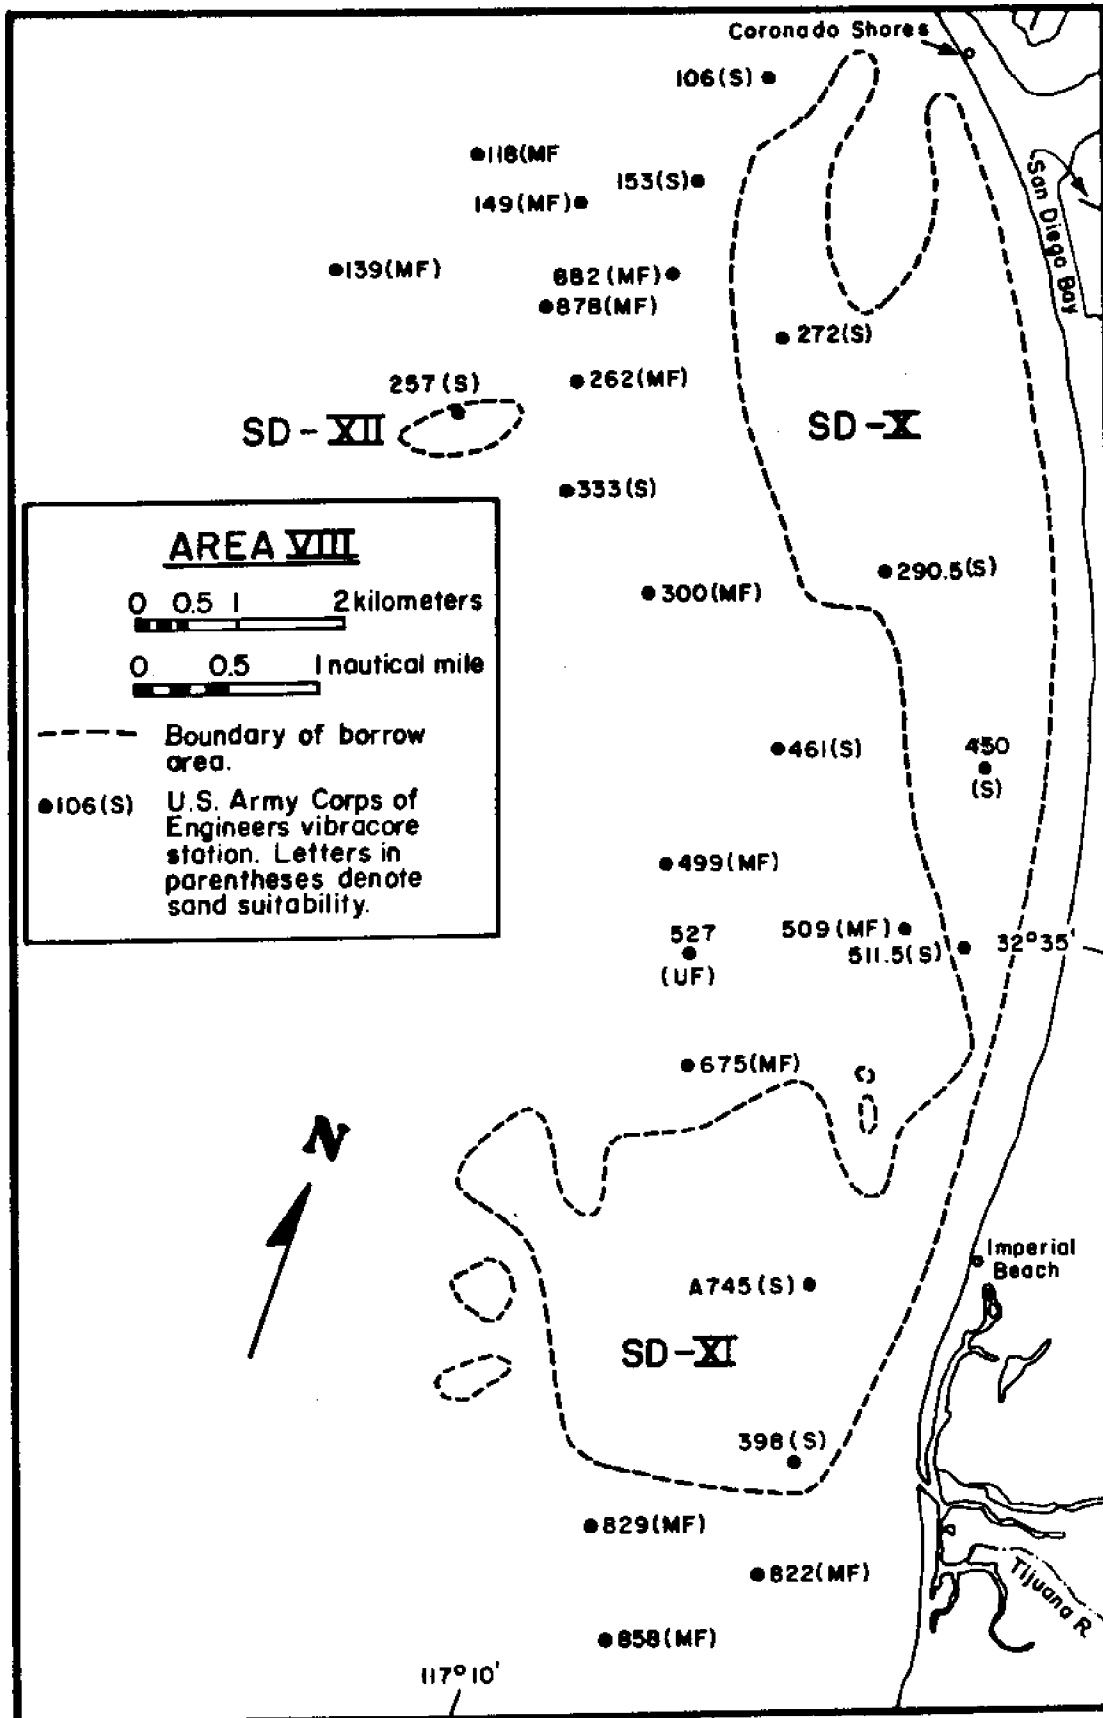 Coronado Shores
106(S)
118(MF
153(S)
149(MF)
San Diego Bay
139(MF)
882(MF)
878(MF)
272(S)
257(S)
262(MF)
SD-XII
SD-X
333(S)
AREA VIII
0 0.5 1 2 kilometers
0 0.5 1 nautical mile
Boundary of borrow
area.
106(S) U.S. Army Corps of
Engineers vibracore
station. Letters in
parentheses denote
sand suitability.
290.5(S)
300(MF)
461(S)
450
(S)
499(MF)
509(MF)
527
(UF)
511.5(S)
32°35'
675(MF)
N
Imperial
Beach
A745(S)
SD-XI
398(S)
829(MF)
822(MF)
Tijuana R.
858(MF)
117°10'